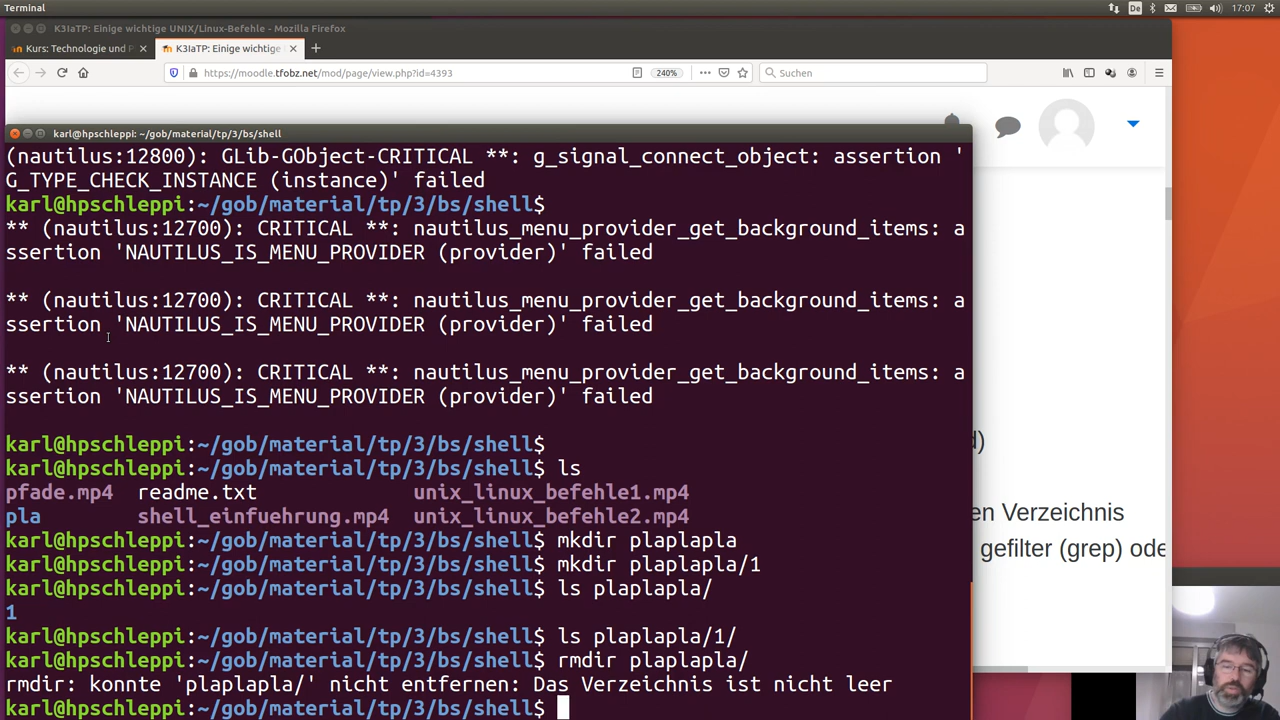 Terminal
De
17:07
K3IaTP: Einige wichtige UNIX/Linux-Befehle - Mozilla Firefox
Kurs: Technologie und P
K3IaTP: Einige wichtige
https://moodle.tfobz.net/mod/page/view.php?id=4393
240%
Suchen
karl@hpschleppi: ~/gob/material/tp/3/bs/shell
(nautilus:12800): GLib-GObject-CRITICAL **: g_signal_connect_object: assertion '
G_TYPE_CHECK_INSTANCE (instance)' failed
karl@hpschleppi:~/gob/material/tp/3/bs/shell$
** (nautilus:12700): CRITICAL **: nautilus_menu_provider_get_background_items: a
ssertion 'NAUTILUS_IS_MENU_PROVIDER (provider)' failed
** (nautilus:12700): CRITICAL **: nautilus_menu_provider_get_background_items: a
ssertion 'NAUTILUS_IS_MENU_PROVIDER (provider)' failed
** (nautilus:12700): CRITICAL **: nautilus_menu_provider_get_background_items: a
ssertion 'NAUTILUS_IS_MENU_PROVIDER (provider)' failed
karl@hpschleppi:~/gob/material/tp/3/bs/shell$
karl@hpschleppi:~/gob/material/tp/3/bs/shell$ ls
pfade.mp4 readme.txt unix_linux_befehle1.mp4
pla shell_einfuehrung.mp4 unix_linux_befehle2.mp4
karl@hpschleppi:~/gob/material/tp/3/bs/shell$ mkdir plaplapla
karl@hpschleppi:~/gob/material/tp/3/bs/shell$ mkdir plaplapla/1
karl@hpschleppi:~/gob/material/tp/3/bs/shell$ ls plaplapla/
1
karl@hpschleppi:~/gob/material/tp/3/bs/shell$ ls plaplapla/1/
karl@hpschleppi:~/gob/material/tp/3/bs/shell$ rmdir plaplapla/
rmdir: konnte 'plaplapla/' nicht entfernen: Das Verzeichnis ist nicht leer
karl@hpschleppi:~/gob/material/tp/3/bs/shell$
d)
en Verzeichnis
gefilter (grep) ode